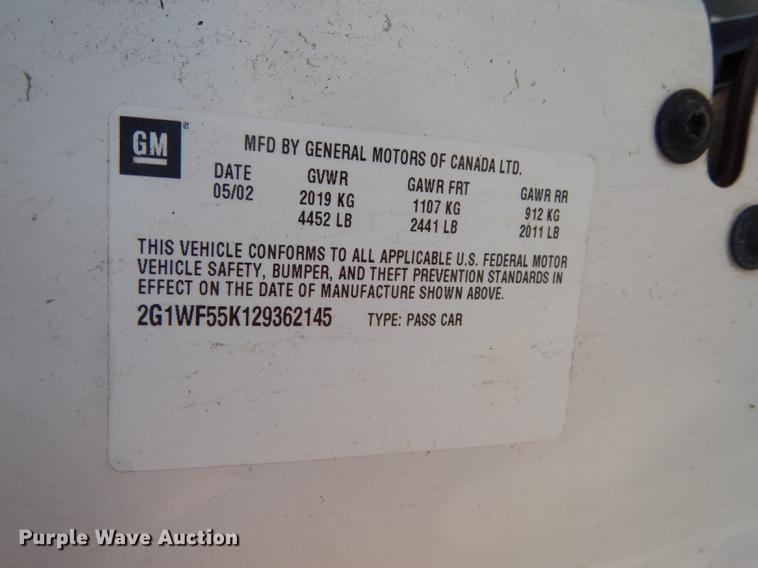 GM ®
MFD BY GENERAL MOTORS OF CANADA LTD.
DATE GVWR GAWR FRT GAWR RR
05/02 2019 KG 1107 KG 912 KG
4452 LB 2441 LB 2011 LB
THIS VEHICLE CONFORMS TO ALL APPLICABLE U.S. FEDERAL MOTOR
VEHICLE SAFETY, BUMPER, AND THEFT PREVENTION STANDARDS IN
EFFECT ON THE DATE OF MANUFACTURE SHOWN ABOVE.
2G1WF55K129362145 TYPE: PASS CAR
Purple Wave Auction